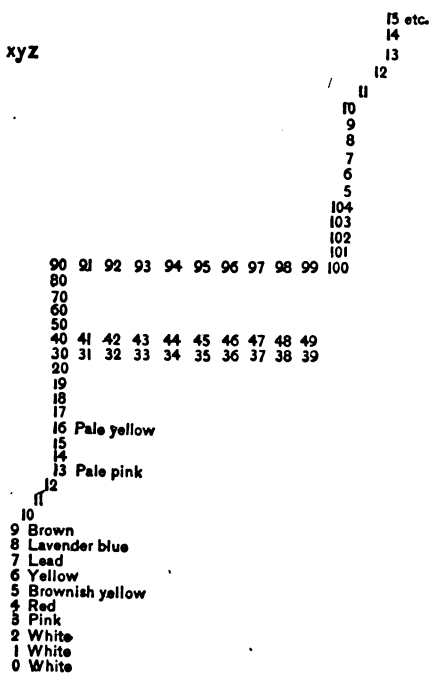 15 etc.
14
xyz
13
12
11
10
9
8
7
6
5
104
103
102
101
90 91 92 93 94 95 96 97 98 99 100
80
70
60
50
40 41 42 43 44 45 46 47 48 49
30 31 32 33 34 35 36 37 38 39
20
19
18
17
16 Pale yellow
15
14
13 Pale pink
12
11
10
9 Brown
8 Lavender blue
7 Lead
6 Yellow
5 Brownish yellow
4 Red
3 Pink
2 White
1 White
0 White